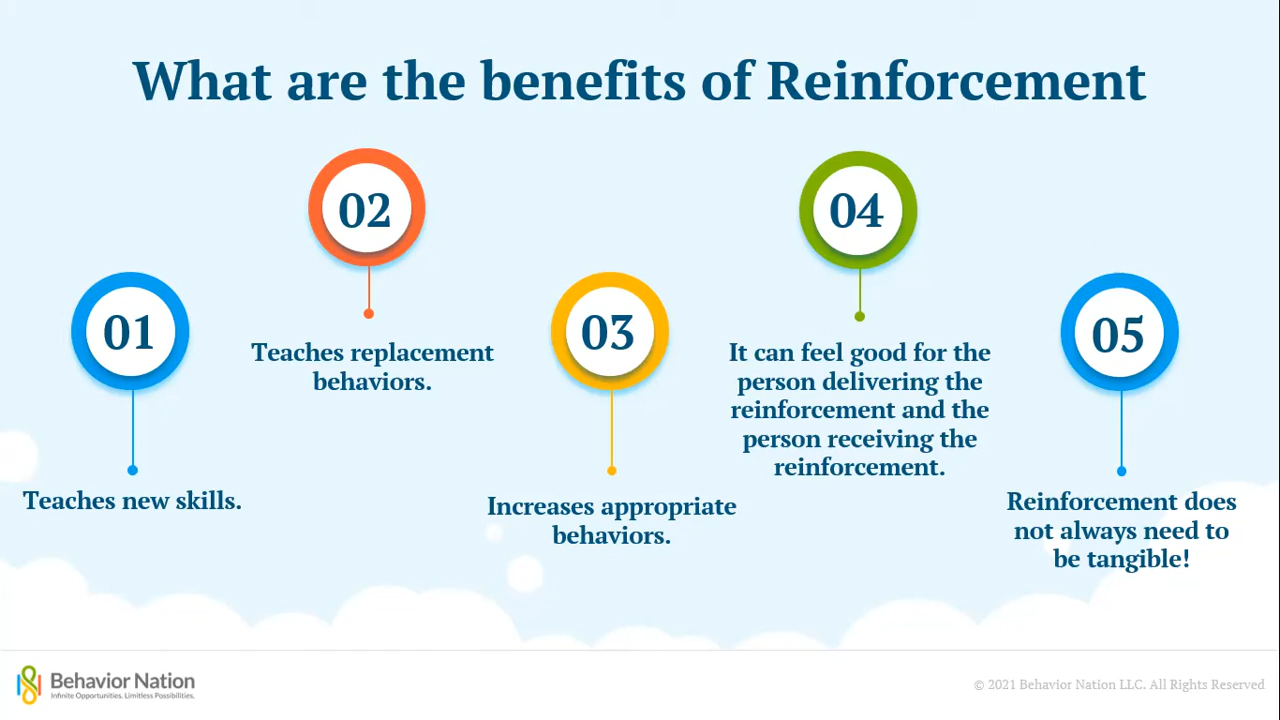 What are the benefits of Reinforcement
01
Teaches new skills.
02
Teaches replacement
behaviors.
03
Increases appropriate
behaviors.
04
It can feel good for the
person delivering the
reinforcement and the
person receiving the
reinforcement.
05
Reinforcement does
not always need to
be tangible!
Behavior Nation
Infinite Opportunities. Limitless Possibilities.
© 2021 Behavior Nation LLC. All Rights Reserved